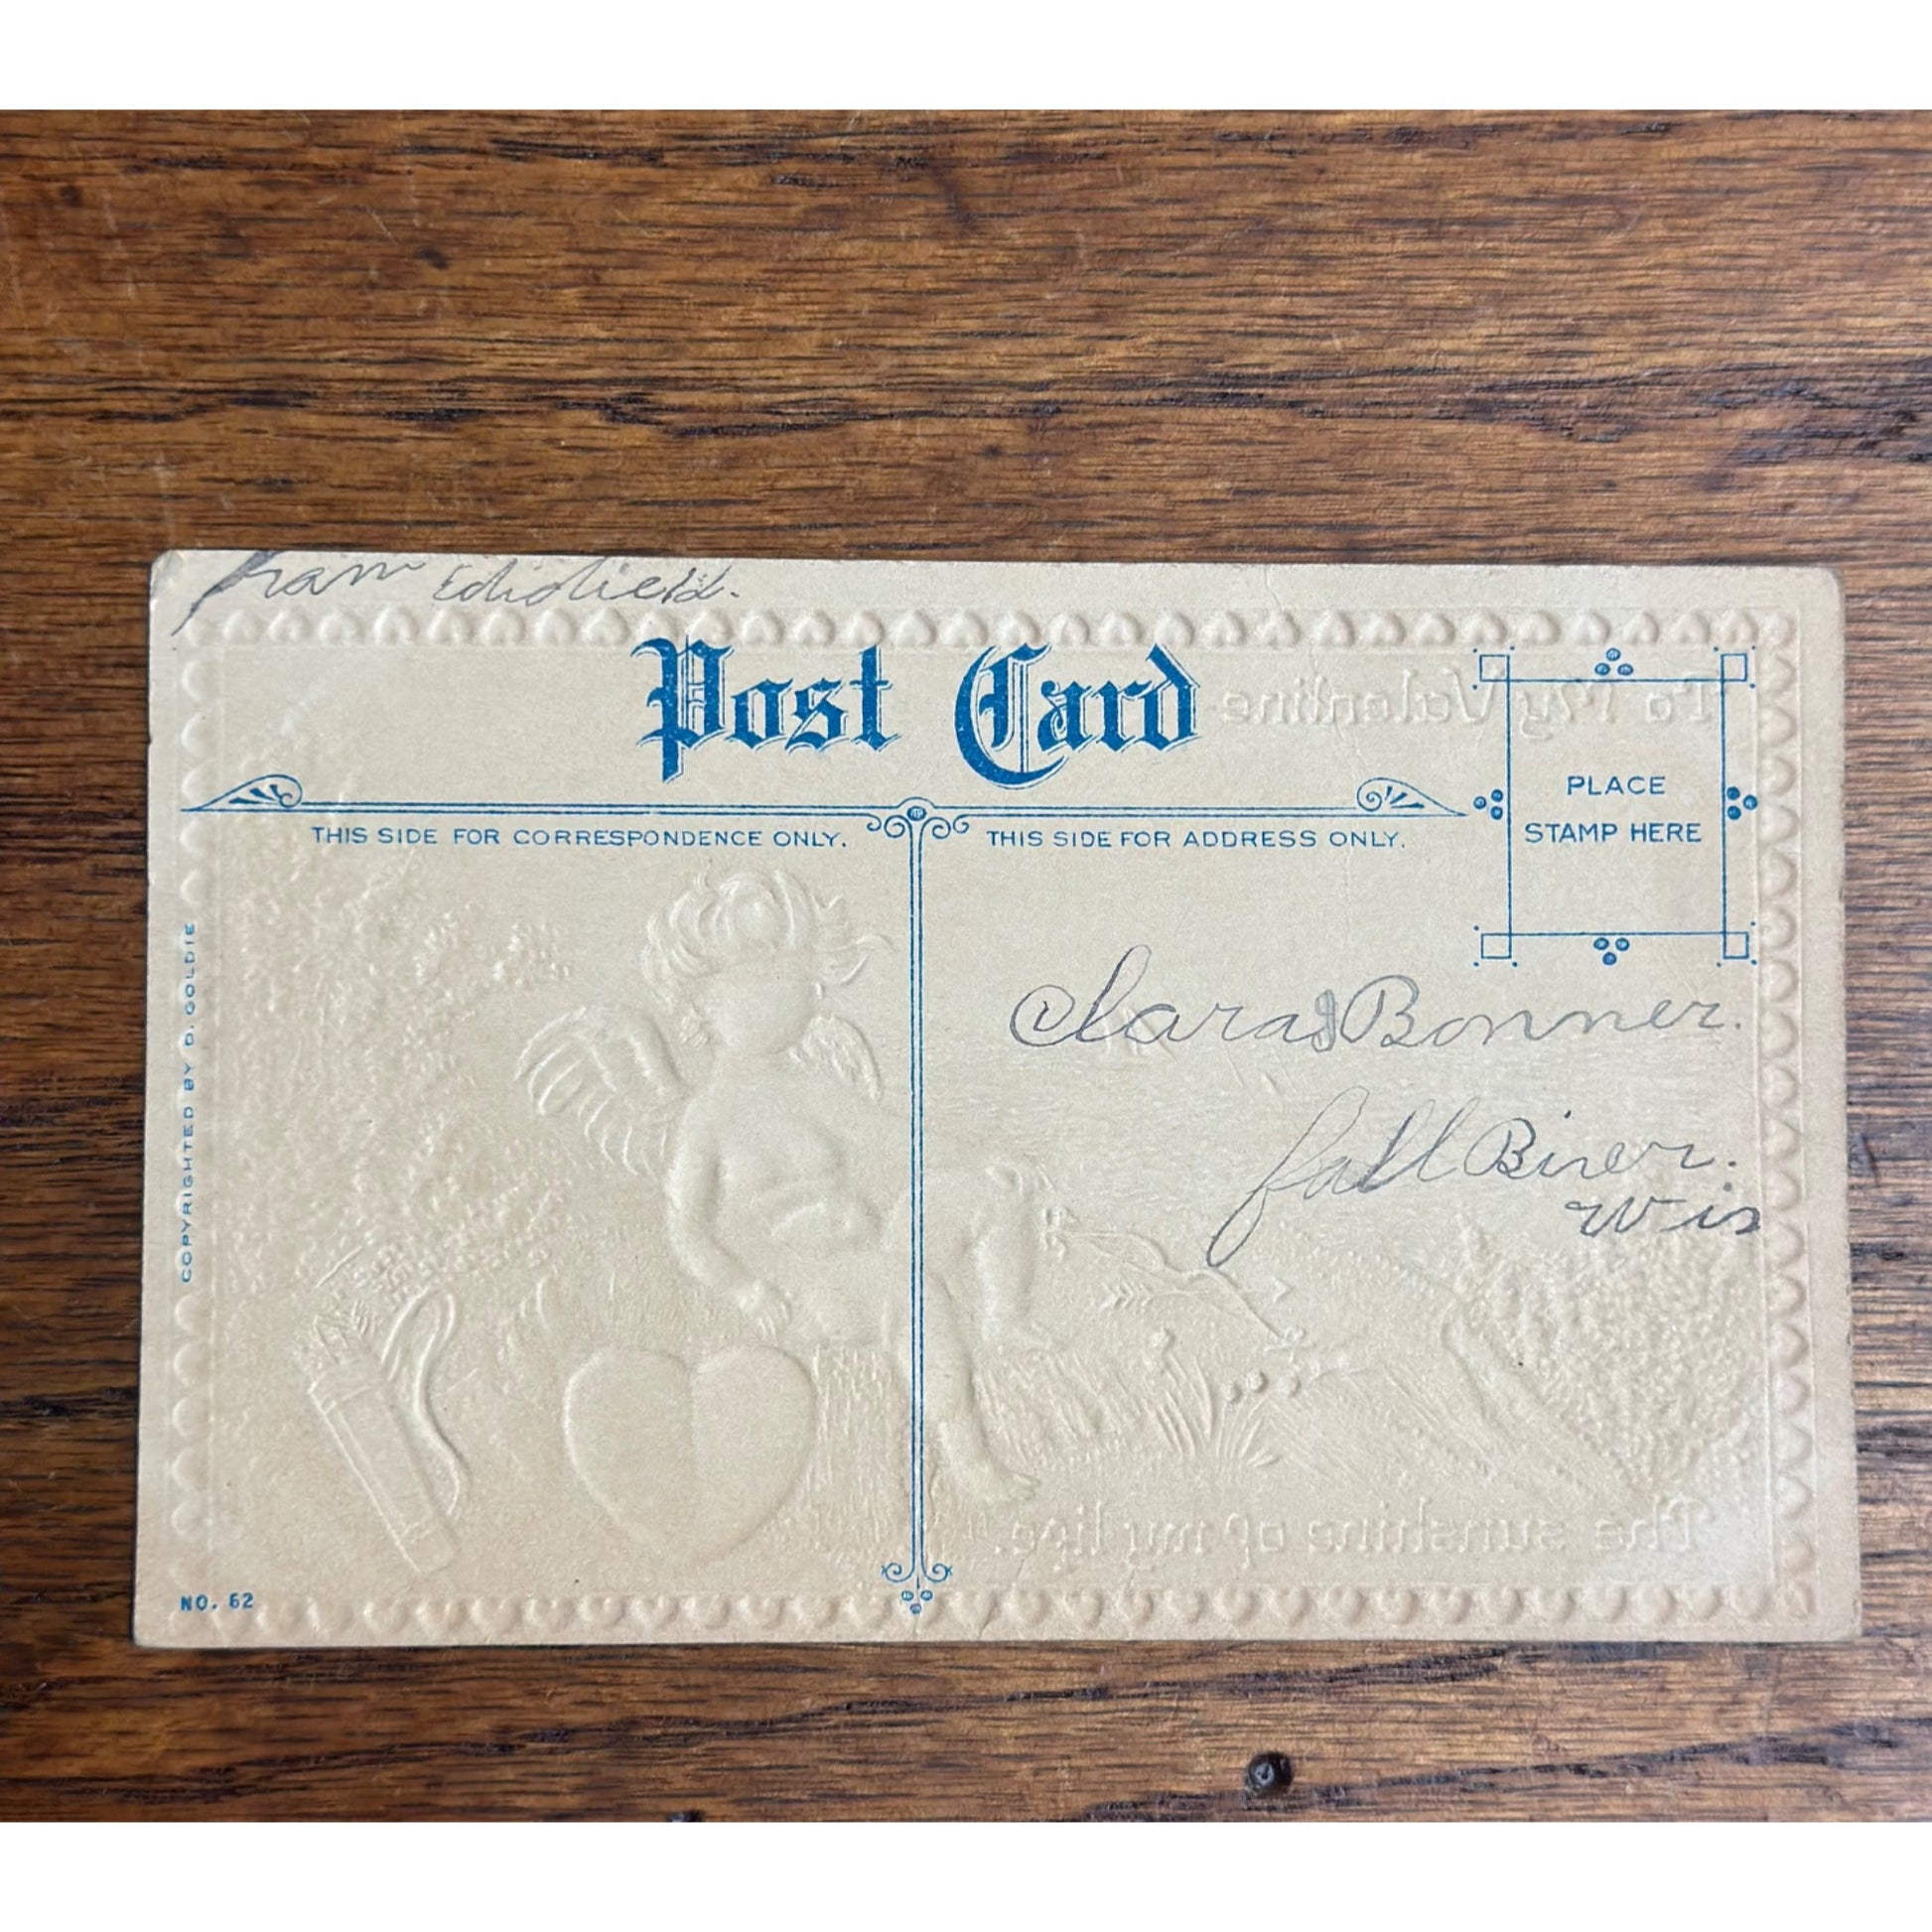 from
Post Card
To My Valentine
PLACE
STAMP HERE
THIS SIDE FOR CORRESPONDENCE ONLY.
THIS SIDE FOR ADDRESS ONLY.
COPYRIGHTED BY D. GOLDIE
Clara Bonner.
fall River.
Wis
The sunshine of my life.
NO. 62